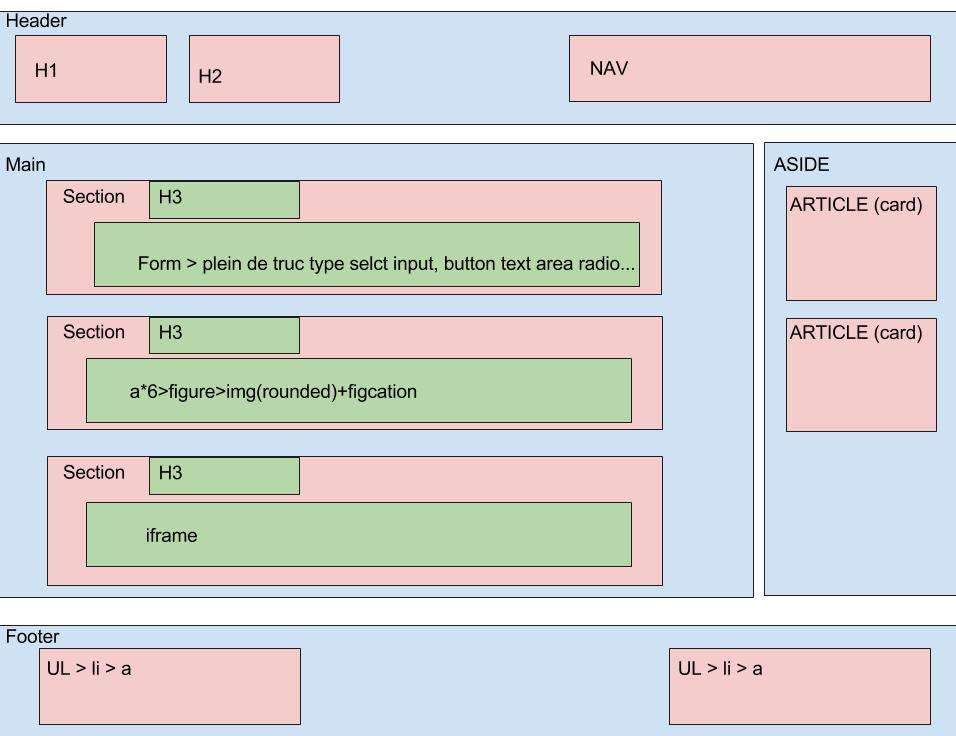 Header
H1
H2
NAV
Main
Section
H3
Form > plein de truc type selct input, button text area radio...
Section
H3
a*6>figure>img(rounded)+figcation
Section
H3
iframe
ASIDE
ARTICLE (card)
ARTICLE (card)
Footer
UL > li > a
UL > li > a